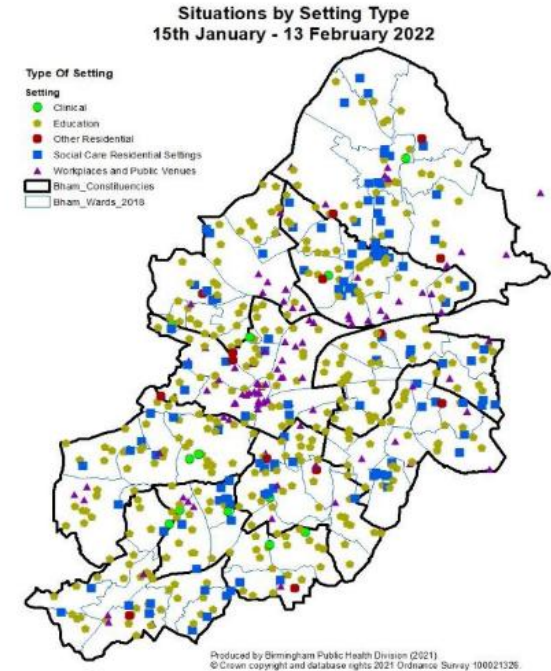 Situations by Setting Type
15th January - 13 February 2022
Type Of Setting
Setting
Clinical
Education
Other Residential
Social Care Residential Settings
Workplaces and Public Venues
Bham_Constituencies
Bham_Wards_2018
Produced by Birmingham Public Health Division (2021)
© Crown copyright and database rights 2021 Ordnance Survey 100021326.